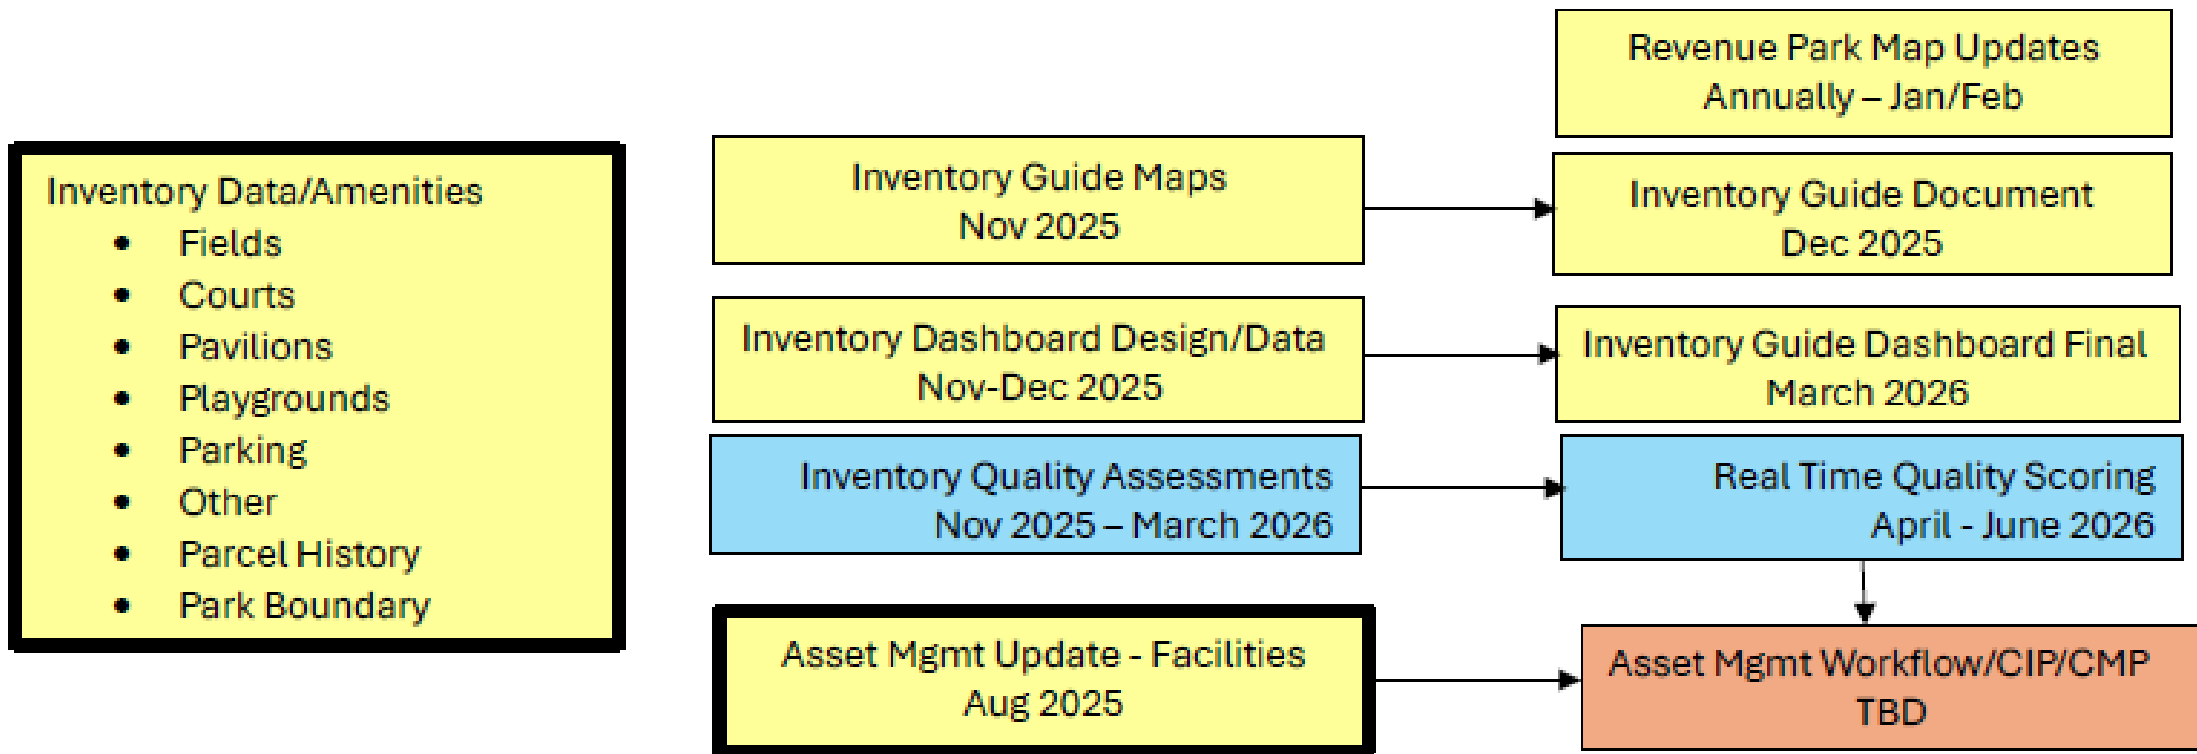 Inventory Data/Amenities
• Fields
• Courts
• Pavilions
• Playgrounds
• Parking
• Other
• Parcel History
• Park Boundary
Inventory Guide Maps
Nov 2025
Inventory Dashboard Design/Data
Nov-Dec 2025
Inventory Quality Assessments
Nov 2025 – March 2026
Asset Mgmt Update - Facilities
Aug 2025
Revenue Park Map Updates
Annually – Jan/Feb
Inventory Guide Document
Dec 2025
Inventory Guide Dashboard Final
March 2026
Real Time Quality Scoring
April - June 2026
Asset Mgmt Workflow/CIP/CMP
TBD